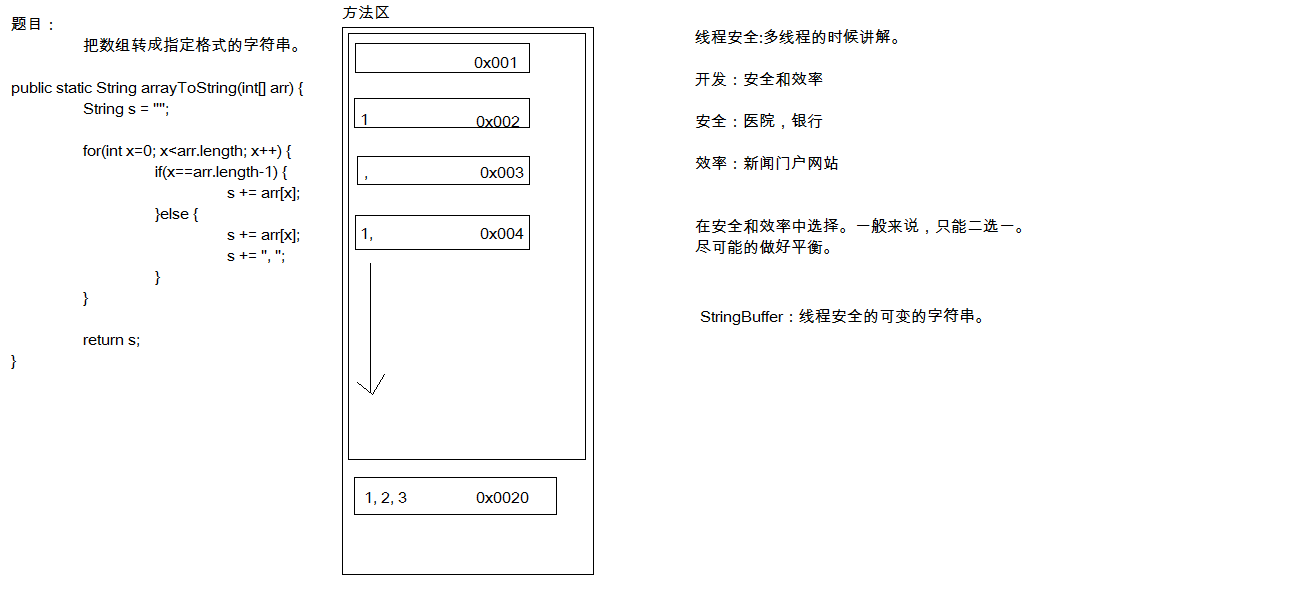 题目：
把数组转成指定格式的字符串。
public static String arrayToString(int[] arr) {
String s = "";
for(int x=0; x<arr.length; x++) {
if(x==arr.length-1) {
s += arr[x];
}else {
s += arr[x];
s += ", ";
}
}
return s;
}
方法区
0x001
1 0x002
, 0x003
1, 0x004
1, 2, 3 0x0020
线程安全:多线程的时候讲解。
开发：安全和效率
安全：医院，银行
效率：新闻门户网站
在安全和效率中选择。一般来说，只能二选一。
尽可能的做好平衡。
StringBuffer：线程安全的可变的字符串。